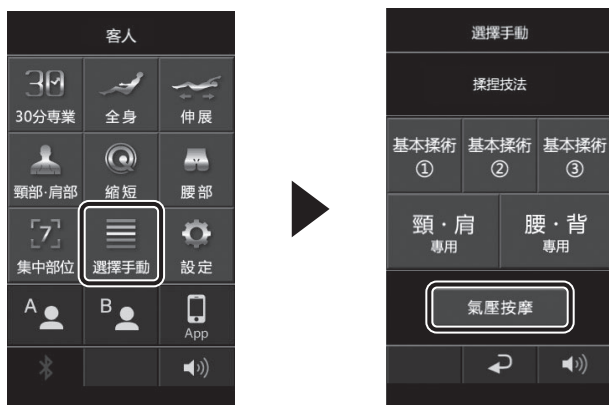 客人
30
30分専業
全身
伸展
頸部·肩部
縮短
腰部
7
集中部位
選擇手動
設定
A
B
App
選擇手動
揉捏技法
基本揉術
①
基本揉術
②
基本揉術
③
頸・肩
專用
腰・背
專用
氣壓按摩